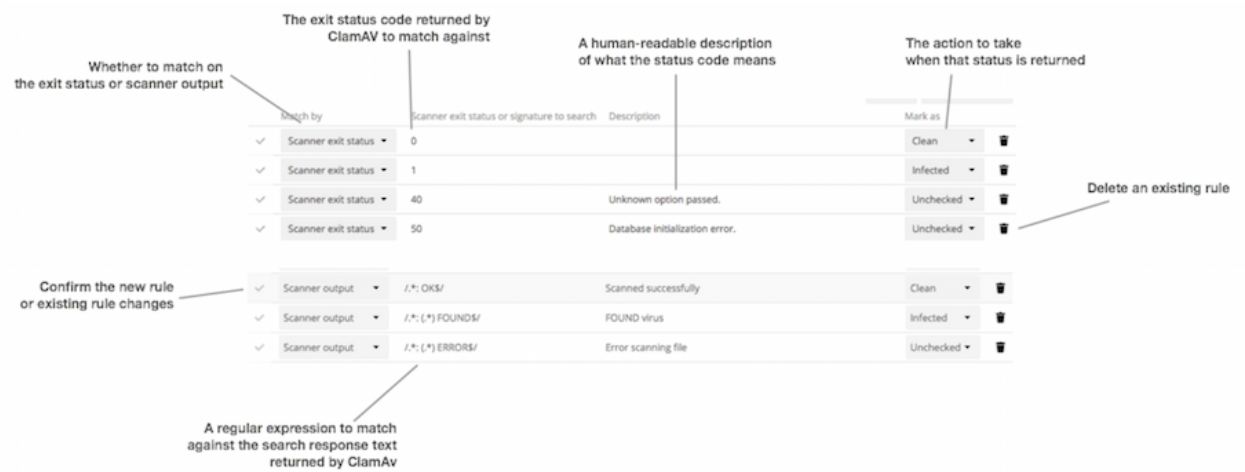 The exit status code returned by
ClamAV to match against
A human-readable description
of what the status code means
The action to take
when that status is returned
Whether to match on
the exit status or scanner output
Match by Scanner exit status or signature to search Description Mark as
Scanner exit status 0 Clean
Scanner exit status 1 Infected
Scanner exit status 40 Unknown option passed. Unchecked
Delete an existing rule
Scanner exit status 50 Database initialization error. Unchecked
Confirm the new rule
or existing rule changes
Scanner output /.*: OK$/ Scanned successfully Clean
Scanner output /.*: (.*) FOUND$/ FOUND virus Infected
Scanner output /.*: (.*) ERROR$/ Error scanning file Unchecked
A regular expression to match
against the search response text
returned by ClamAv